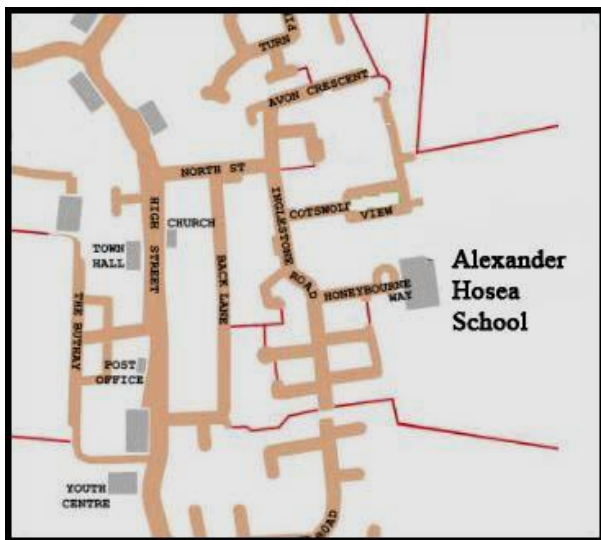 PIN
TURN
AVON CRESCENT
NORTH ST
HIGH STREET
CHURCH
INGLESTONE
ROAD
COTSWOLD
VIEW
TOWN
HALL
BACK LANE
HONEYBOURNE
WAY
Alexander
Hosea
School
THE BUTHAY
POST
OFFICE
YOUTH
CENTRE
ROAD